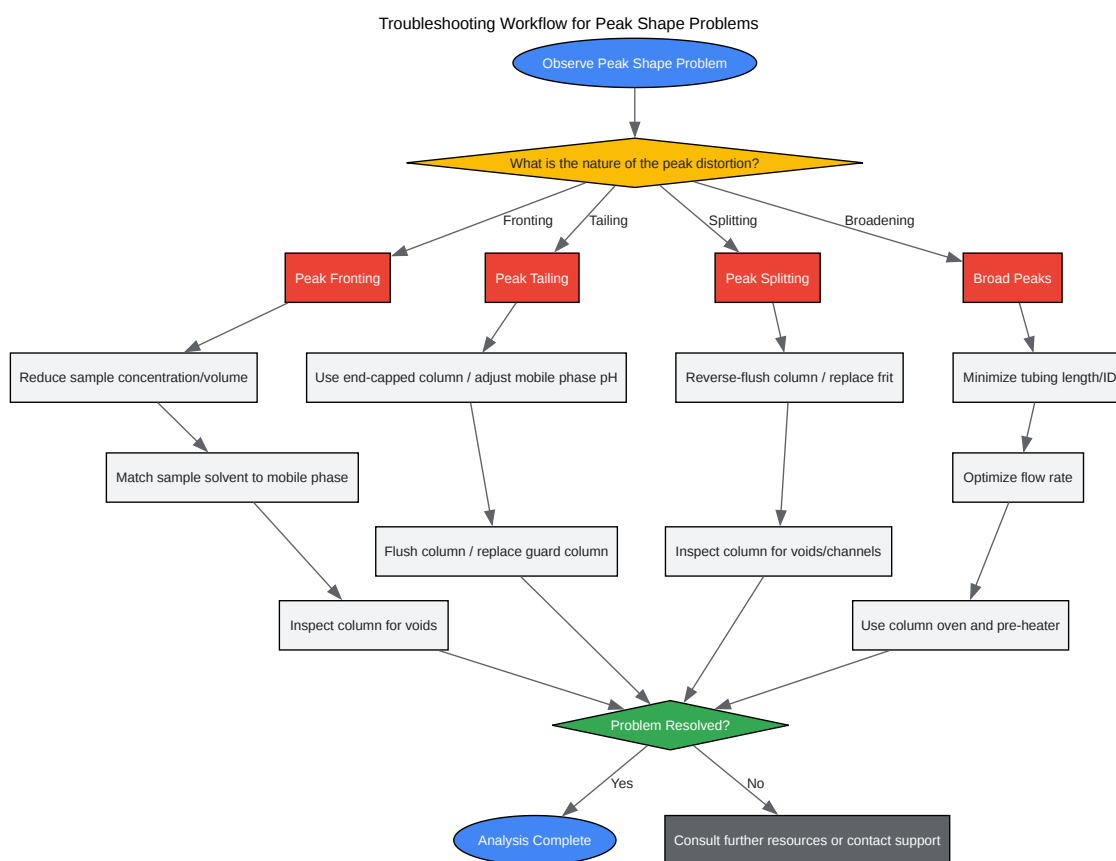 Troubleshooting Workflow for Peak Shape Problems
Observe Peak Shape Problem
What is the nature of the peak distortion?
Fronting
Tailing
Splitting
Broadening
Peak Fronting
Peak Tailing
Peak Splitting
Broad Peaks
Reduce sample concentration/volume
Use end-capped column / adjust mobile phase pH
Reverse-flush column / replace frit
Minimize tubing length/ID
Match sample solvent to mobile phase
Optimize flow rate
Flush column / replace guard column
Inspect column for voids/channels
Inspect column for voids
Use column oven and pre-heater
Problem Resolved?
Yes
No
Analysis Complete
Consult further resources or contact support